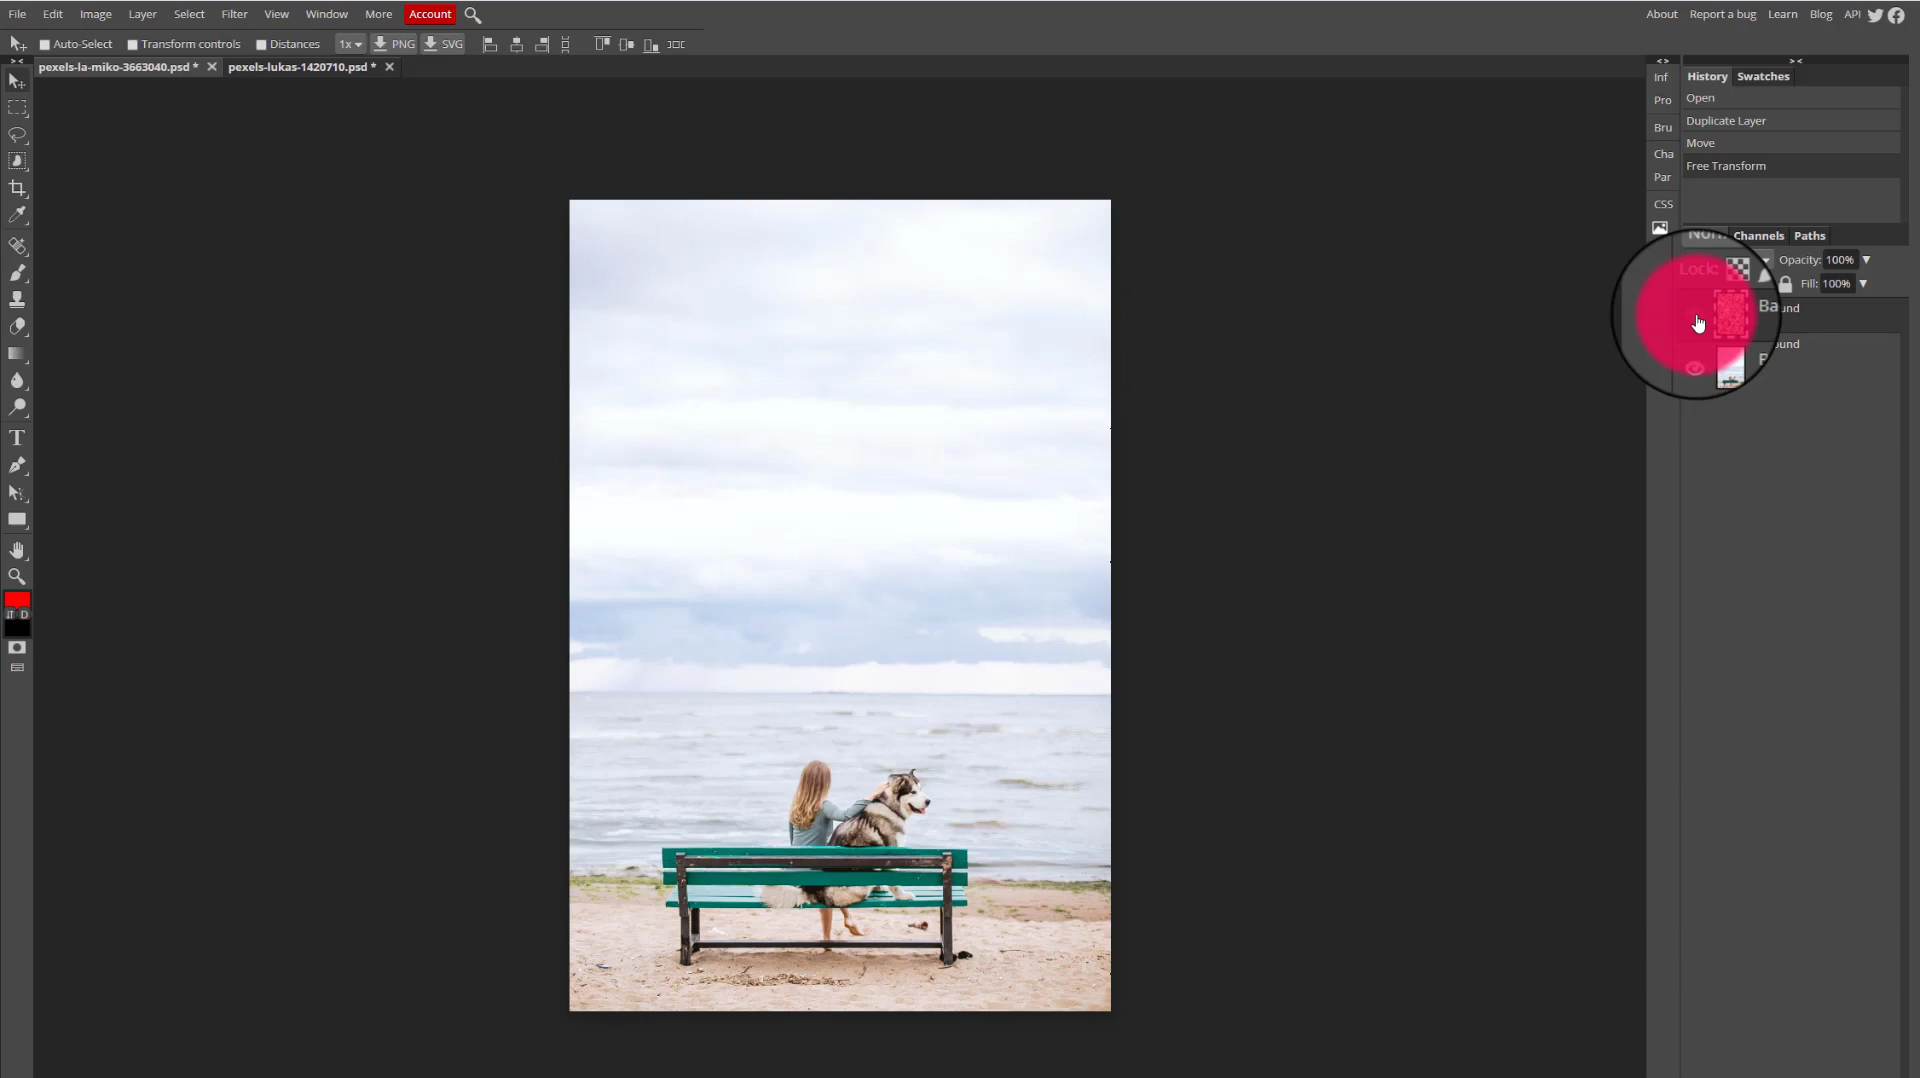 File Edit Image Layer Select Filter View Window More Account About Report a bug Learn Blog API
Auto-Select Transform controls Distances 1x PNG SVG
pexels-la-miko-3663040.psd * pexels-lukas-1420710.psd *
Inf
Pro
Bru
Cha
Par
CSS
History Swatches
Open
Duplicate Layer
Move
Free Transform
Channels Paths
Opacity: 100%
Lock: Fill: 100%
Ba und
ound
T
D